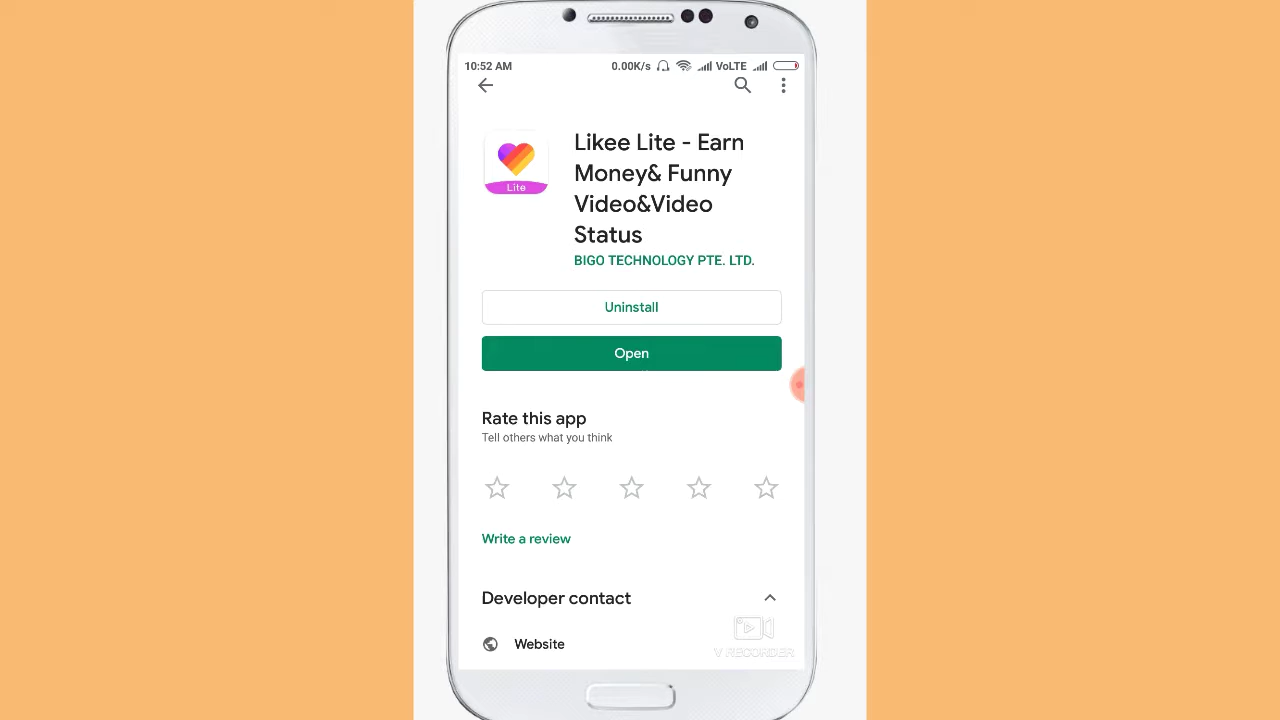 10:52 AM 0.00K/s VoLTE
Likee Lite - Earn
Money& Funny
Video&Video
Status
Lite
BIGO TECHNOLOGY PTE. LTD.
Uninstall
Open
Rate this app
Tell others what you think
Write a review
Developer contact
Website
V RECORDER